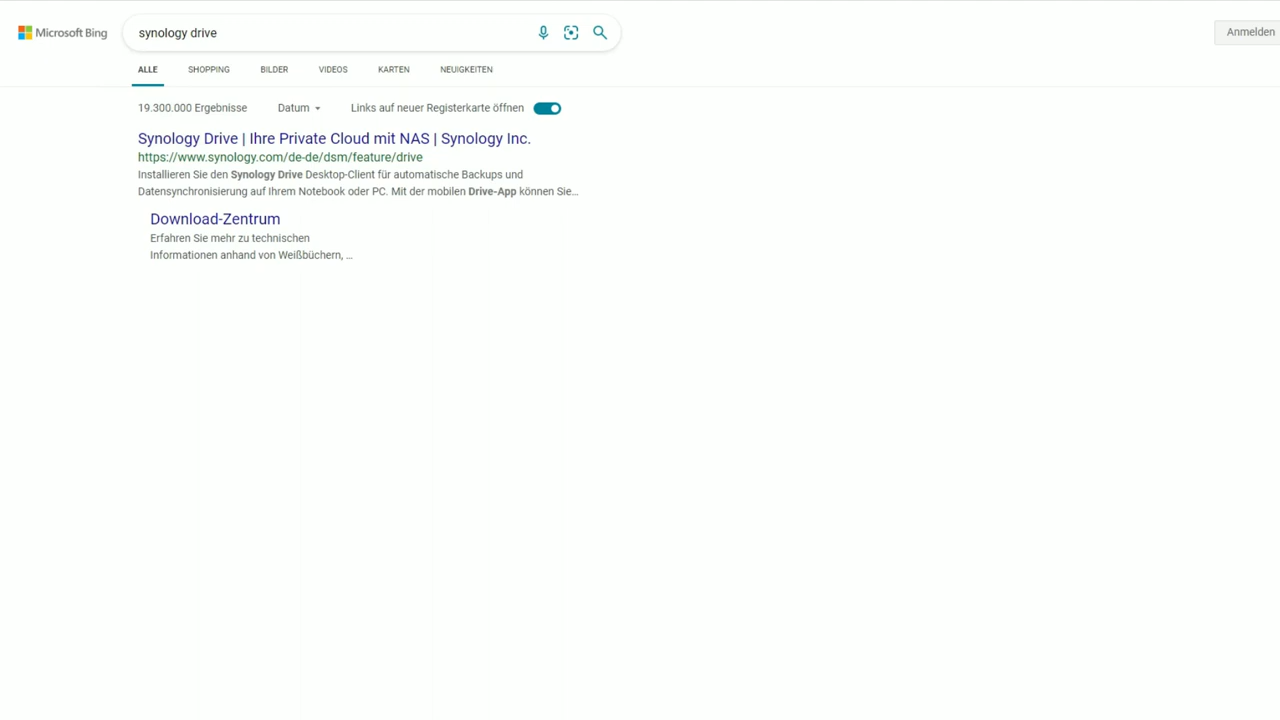 Microsoft Bing
synology drive
Anmelden
ALLE SHOPPING BILDER VIDEOS KARTEN NEUIGKEITEN
19.300.000 Ergebnisse Datum Links auf neuer Registerkarte öffnen
Synology Drive | Ihre Private Cloud mit NAS | Synology Inc.
https://www.synology.com/de-de/dsm/feature/drive
Installieren Sie den Synology Drive Desktop-Client für automatische Backups und
Datensynchronisierung auf Ihrem Notebook oder PC. Mit der mobilen Drive-App können Sie…
Download-Zentrum
Erfahren Sie mehr zu technischen
Informationen anhand von Weißbüchern, …